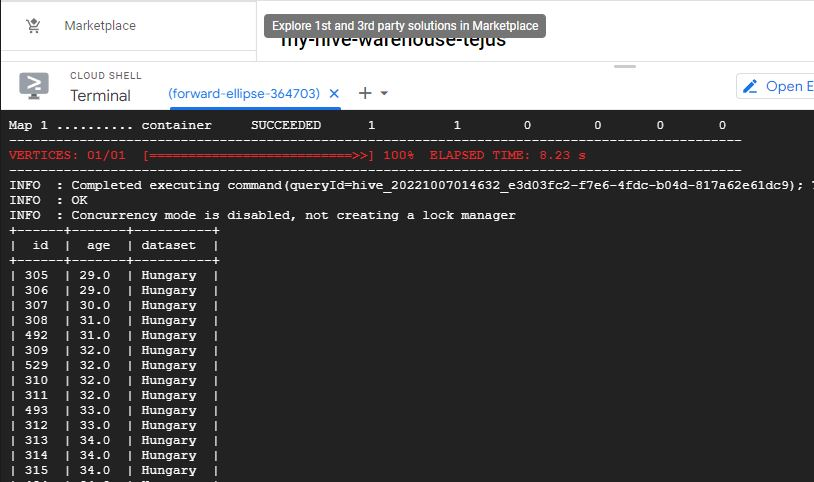 Marketplace
Explore 1st and 3rd party solutions in Marketplace
my-hive-warehouse-tejus
CLOUD SHELL
Terminal
(forward-ellipse-364703)
Open E
Map 1 .......... container SUCCEEDED 1 1 0 0 0 0
VERTICES: 01/01 [==========================>>] 100% ELAPSED TIME: 8.23 s
INFO : Completed executing command(queryId=hive_20221007014632_e3d03fc2-f7e6-4fdc-b04d-817a62e61dc9);
INFO : OK
INFO : Concurrency mode is disabled, not creating a lock manager
+------+-------+----------+
| id | age | dataset |
+------+-------+----------+
| 305 | 29.0 | Hungary |
| 306 | 29.0 | Hungary |
| 307 | 30.0 | Hungary |
| 308 | 31.0 | Hungary |
| 492 | 31.0 | Hungary |
| 309 | 32.0 | Hungary |
| 529 | 32.0 | Hungary |
| 310 | 32.0 | Hungary |
| 311 | 32.0 | Hungary |
| 493 | 33.0 | Hungary |
| 312 | 33.0 | Hungary |
| 313 | 34.0 | Hungary |
| 314 | 34.0 | Hungary |
| 315 | 34.0 | Hungary |